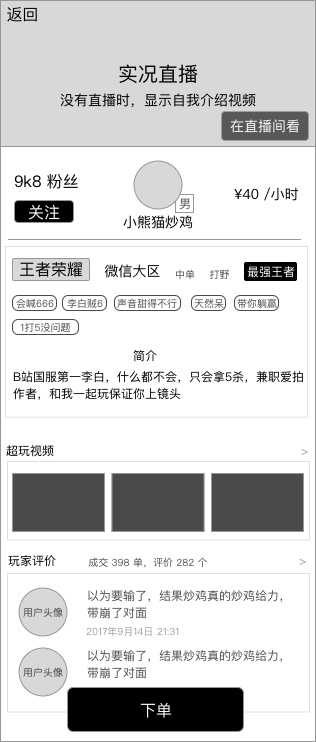 返回
实况直播
没有直播时，显示自我介绍视频
在直播间看
9k8 粉丝
¥40 /小时
关注
男
小熊猫炒鸡
王者荣耀 微信大区 中单 打野 最强王者
会喊666 李白贼6 声音甜得不行 天然呆 带你躺赢
1打5没问题
简介
B站国服第一李白，什么都不会，只会拿5杀，兼职爱拍
作者，和我一起玩保证你上镜头
超玩视频 >
玩家评价 成交 398 单，评价 282 个 >
用户头像
以为要输了，结果炒鸡真的炒鸡给力，
带崩了对面
2017年9月14日 21:31
用户头像
以为要输了，结果炒鸡真的炒鸡给力，
带崩了对面
下单